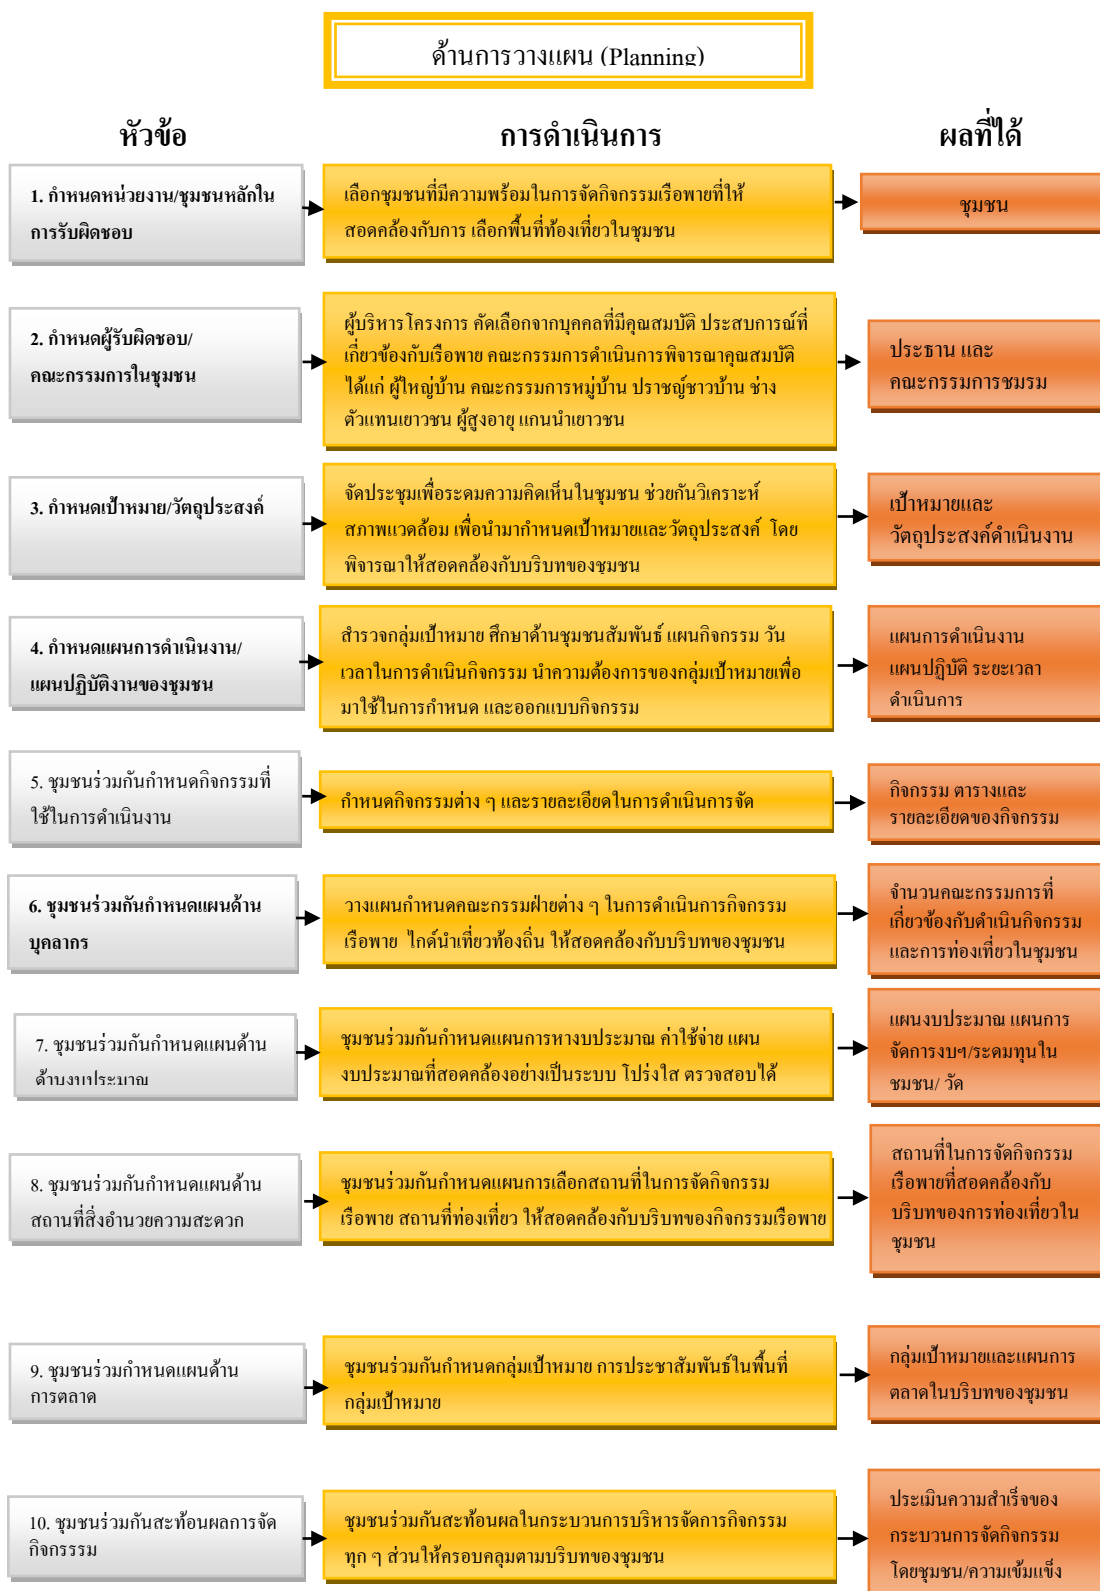 ด้านการวางแผน (Planning)
หัวข้อ
การดำเนินการ
ผลที่ได้
1. กำหนดหน่วยงาน/ชุมชนหลักใน
การรับผิดชอบ
เลือกชุมชนที่มีความพร้อมในการจัดกิจกรรมเรือพายที่ให้
สอดคล้องกับการ เลือกพื้นที่ท้องเที่ยวในชุมชน
ชุมชน
2. กำหนดผู้รับผิดชอบ/
คณะกรรมการในชุมชน
ผู้บริหารโครงการ คัดเลือกจากบุคคลที่มีคุณสมบัติ ประสบการณ์ที่
เกี่ยวข้องกับเรือพาย คณะกรรมการดำเนินการพิจารณาคุณสมบัติ
ได้แก่ ผู้ใหญ่บ้าน คณะกรรมการหมู่บ้าน ปราชญ์ชาวบ้าน ช่าง
ตัวแทนเยาวชน ผู้สูงอายุ แกนนำเยาวชน
ประธาน และ
คณะกรรมการชมรม
3. กำหนดเป้าหมาย/วัตถุประสงค์
จัดประชุมเพื่อระดมความคิดเห็นในชุมชน ช่วยกันวิเคราะห์
สภาพแวดล้อม เพื่อนำมากำหนดเป้าหมายและวัตถุประสงค์ โดย
พิจารณาให้สอดคล้องกับบริบทของชุมชน
เป้าหมายและ
วัตถุประสงค์ดำเนินงาน
4. กำหนดแผนการดำเนินงาน/
แผนปฏิบัติงานของชุมชน
สำรวจกลุ่มเป้าหมาย ศึกษาด้านชุมชนสัมพันธ์ แผนกิจกรรม วัน
เวลาในการดำเนินกิจกรรม นำความต้องการของกลุ่มเป้าหมายเพื่อ
มาใช้ในการกำหนด และออกแบบกิจกรรม
แผนการดำเนินงาน
แผนปฏิบัติ ระยะเวลา
ดำเนินการ
5. ชุมชนร่วมกันกำหนดกิจกรรมที่
ใช้ในการดำเนินงาน
กำหนดกิจกรรมต่าง ๆ และรายละเอียดในการดำเนินการจัด
กิจกรรม ตารางและ
รายละเอียดของกิจกรรม
6. ชุมชนร่วมกันกำหนดแผนด้าน
บุคลากร
วางแผนกำหนดคณะกรรมฝ่ายต่าง ๆ ในการดำเนินการกิจกรรม
เรือพาย ไกด์นำเที่ยวท้องถิ่น ให้สอดคล้องกับบริบทของชุมชน
จำนวนคณะกรรมการที่
เกี่ยวข้องกับดำเนินกิจกรรม
และการท่องเที่ยวในชุมชน
7. ชุมชนร่วมกันกำหนดแผนด้าน
ด้านงบประมาณ
ชุมชนร่วมกันกำหนดแผนการหางบประมาณ ค่าใช้จ่าย แผน
งบประมาณที่สอดคล้องอย่างเป็นระบบ โปร่งใส ตรวจสอบได้
แผนงบประมาณ แผนการ
จัดการงบฯ/ระดมทุนใน
ชุมชน/ วัด
8. ชุมชนร่วมกันกำหนดแผนด้าน
สถานที่สิ่งอำนวยความสะดวก
ชุมชนร่วมกันกำหนดแผนการเลือกสถานที่ในการจัดกิจกรรม
เรือพาย สถานที่ท่องเที่ยว ให้สอดคล้องกับบริบทของกิจกรรมเรือพาย
สถานที่ในการจัดกิจกรรม
เรือพายที่สอดคล้องกับ
บริบทของการท่องเที่ยวใน
ชุมชน
9. ชุมชนร่วมกำหนดแผนด้าน
การตลาด
ชุมชนร่วมกันกำหนดกลุ่มเป้าหมาย การประชาสัมพันธ์ในพื้นที่
กลุ่มเป้าหมาย
กลุ่มเป้าหมายและแผนการ
ตลาดในบริบทของชุมชน
10. ชุมชนร่วมกันสะท้อนผลการจัด
กิจกรรรม
ชุมชนร่วมกันสะท้อนผลในกระบวนการบริหารจัดการกิจกรรม
ทุก ๆ ส่วนให้ครอบคลุมตามบริบทของชุมชน
ประเมินความสำเร็จของ
กระบวนการจัดกิจกรรม
โดยชุมชน/ความเข้มแข็ง